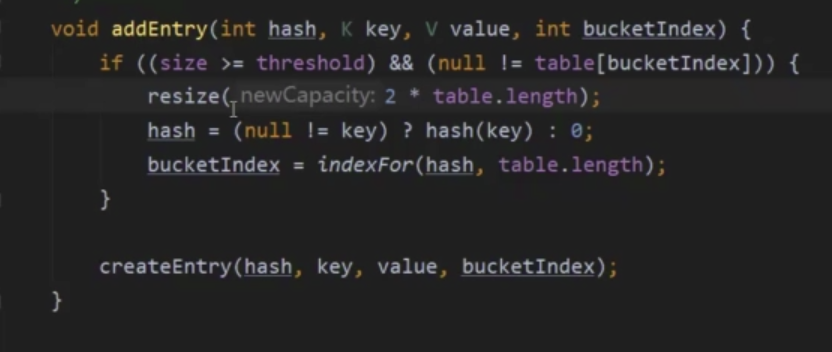 void addEntry(int hash, K key, V value, int bucketIndex) {
if ((size >= threshold) && (null != table[bucketIndex])) {
resize( newCapacity: 2 * table.length);
hash = (null != key) ? hash(key) : 0;
bucketIndex = indexFor(hash, table.length);
}
createEntry(hash, key, value, bucketIndex);
}